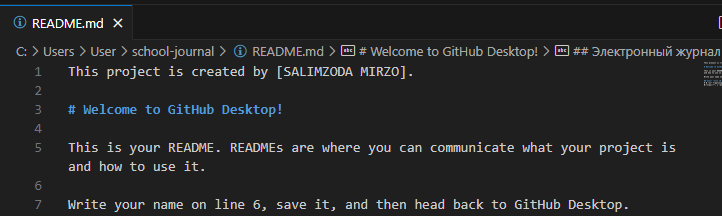 README.md
C: > Users > User > school-journal > README.md > # Welcome to GitHub Desktop! > ## Электронный журнал
1 This project is created by [SALIMZODA MIRZO].
2
3 # Welcome to GitHub Desktop!
4
5 This is your README. READMEs are where you can communicate what your project is
and how to use it.
6
7 Write your name on line 6, save it, and then head back to GitHub Desktop.